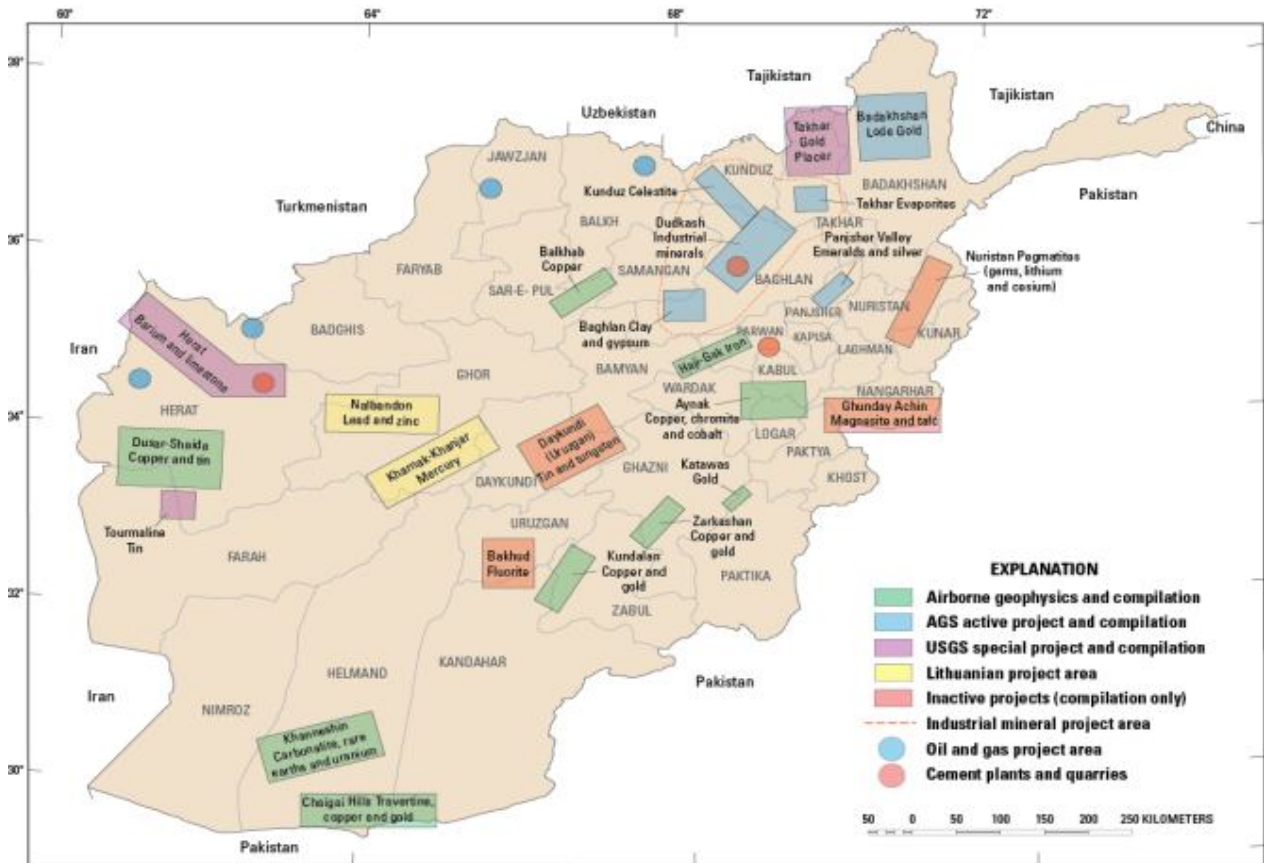 60°
64°
68°
72°
38°
Tajikistan
Tajikistan
Uzbekistan
China
Takhar
Gold
Placer
Badakhshan
Lode Gold
JAWZJAN
KUNDUZ
BADAKHSHAN
Pakistan
Kunduz Celestite
Takhar Evaporites
Turkmenistan
BALKH
Dudkash
Industrial
minerals
TAKHAR
Panjsher Valley
Emeralds and silver
36°
Balkhab
Copper
SAMANGAN
FARYAB
SAR-E- PUL
BAGHLAN
Nuristan Pegmatites
(gems, lithium
and cesium)
NURISTAN
PANJSHER
Iran
BADGHIS
Herat
Barium and limestone
Baghlan Clay
and gypsum
PARWAN
KAPISA
KUNAR
LAGHMAN
Haji-Gak Iron
BAMYAN
GHOR
KABUL
WARDAK
NANGARHAR
34°
HERAT
Nalbandon
Lead and zinc
Aynak
Copper, chromite
and cobalt
Ghunday Achin
Magnesite and talc
LOGAR
Dusar-Shaida
Copper and tin
Kharnak-Khanjar
Mercury
Daykundi
(Uruzgan)
Tin and tungsten
PAKTYA
GHAZNI
Katawas
Gold
KHOST
DAYKUNDI
Tourmaline
Tin
URUZGAN
Zarkashan
Copper and
gold
FARAH
Bakhud
Fluorite
Kundalan
Copper and
gold
PAKTIKA
32°
ZABUL
HELMAND
KANDAHAR
Pakistan
Iran
NIMROZ
Khanneshin
Carbonatite, rare
earths and uranium
30°
Chaigai Hills Travertine,
copper and gold
Pakistan
EXPLANATION
Airborne geophysics and compilation
AGS active project and compilation
USGS special project and compilation
Lithuanian project area
Inactive projects (compilation only)
Industrial mineral project area
Oil and gas project area
Cement plants and quarries
50 0 50 100 150 200 250 KILOMETERS